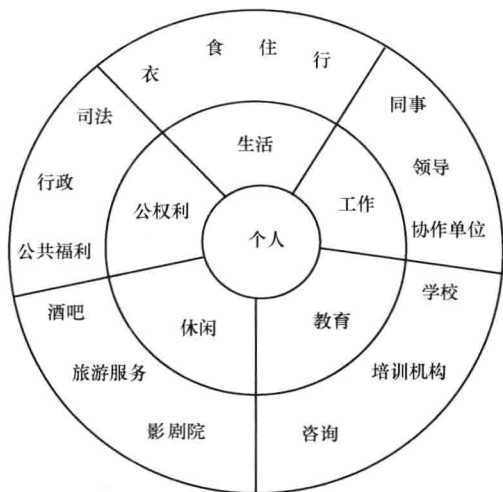 衣 食 住 行
司法
同事
生活
行政
领导
公权利
工作
个人
公共福利
协作单位
酒吧
学校
休闲
教育
旅游服务
培训机构
影剧院
咨询